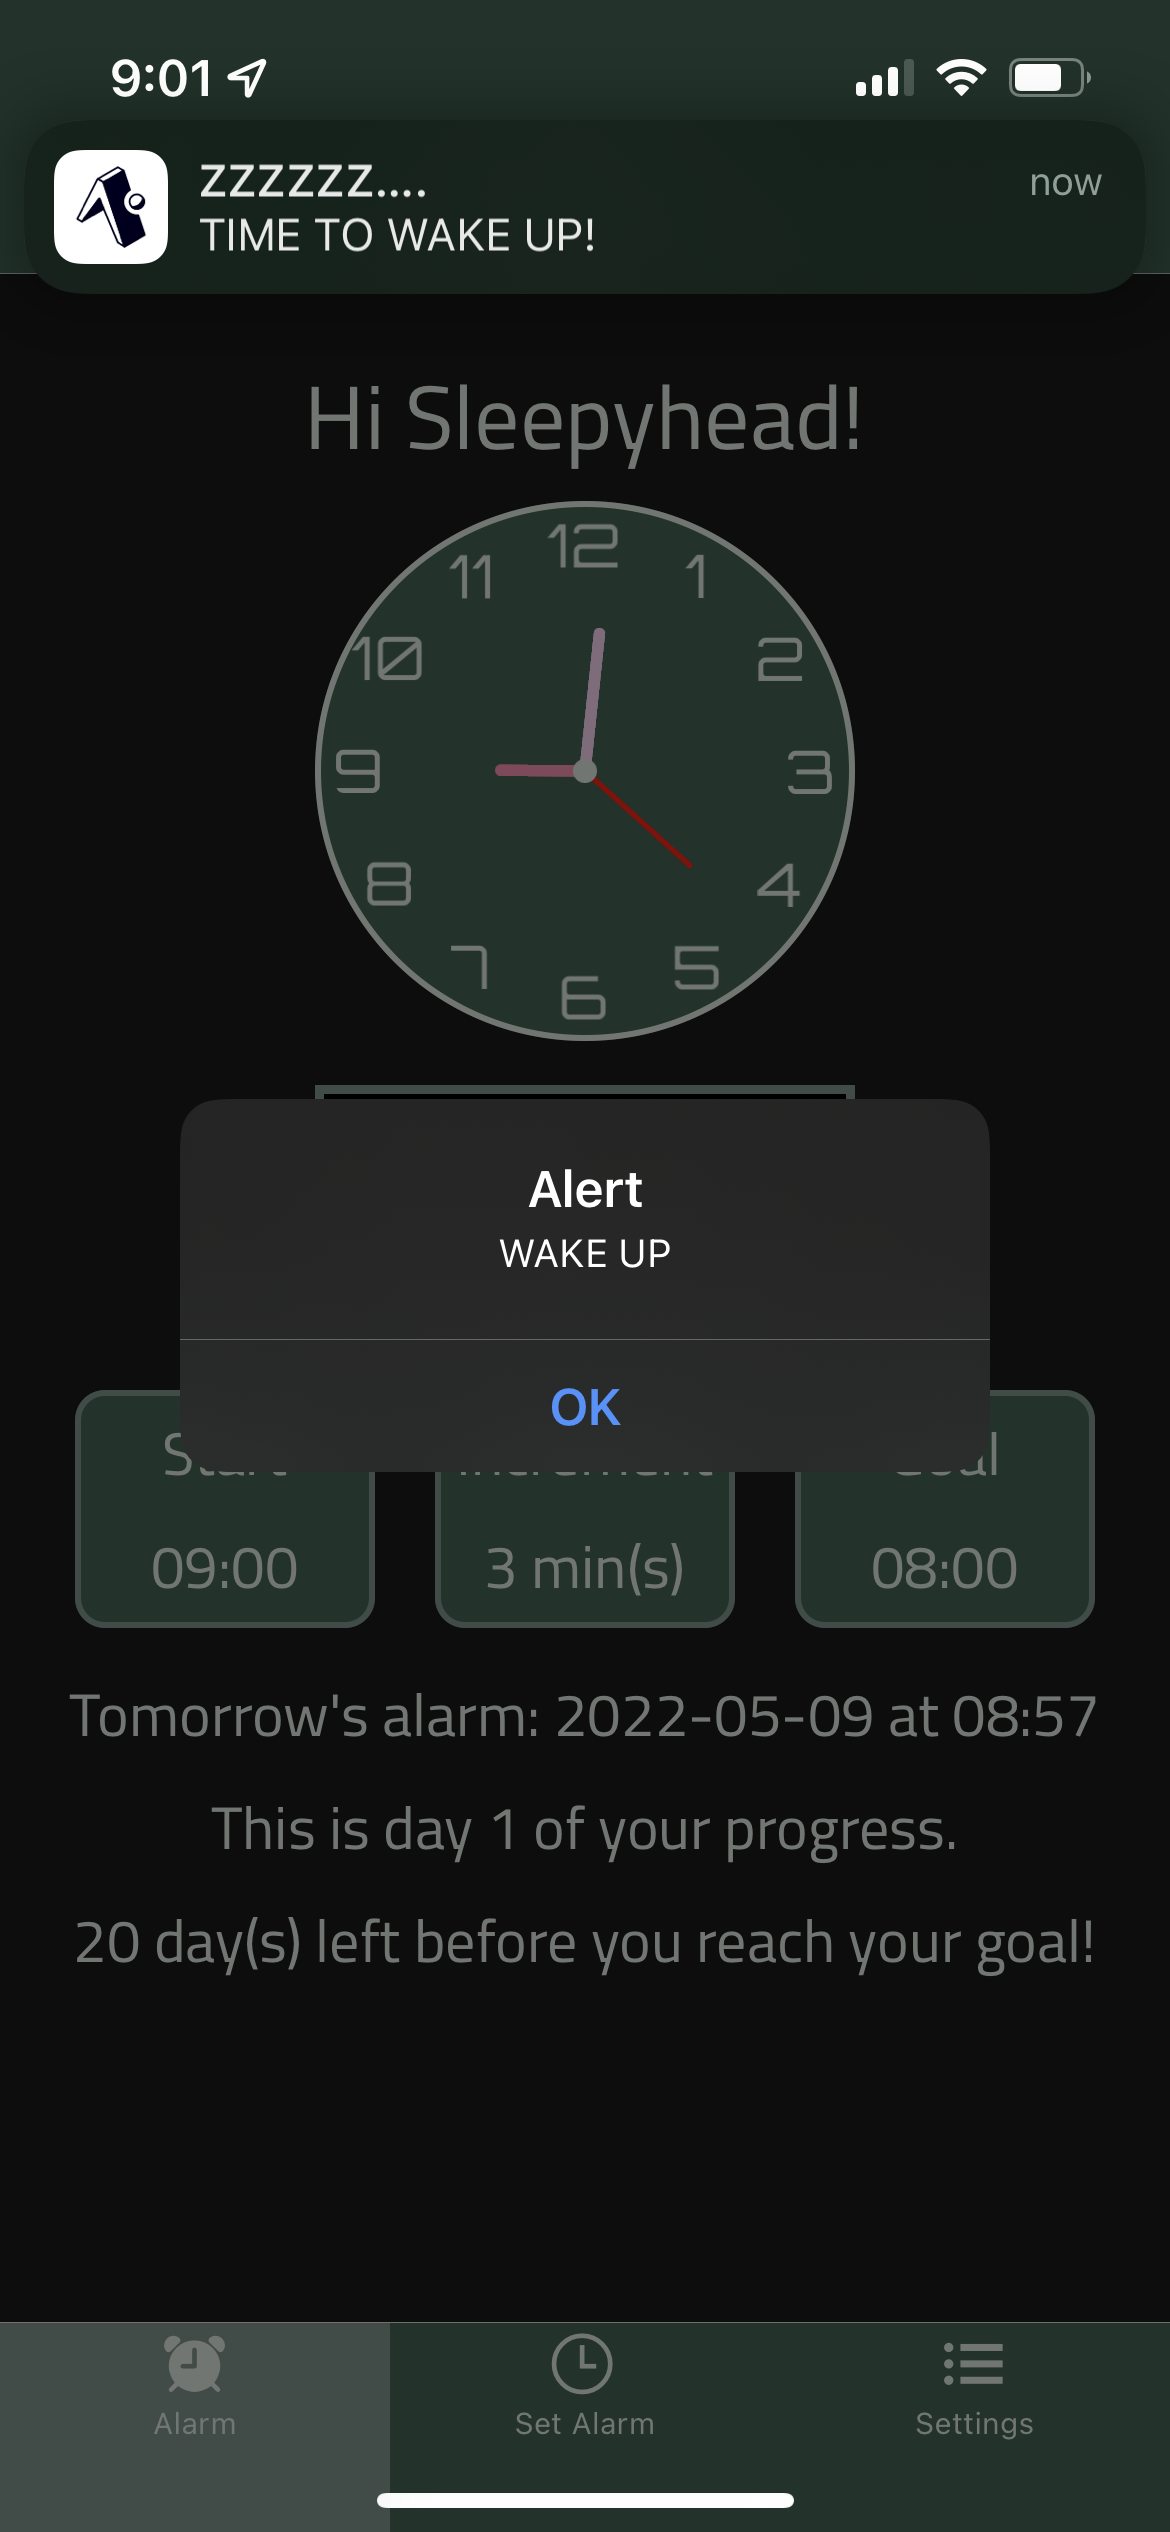 9:01
ZZZZZZ....
now
TIME TO WAKE UP!
Hi Sleepyhead!
12
11
1
10
2
9
3
8
4
7
5
6
Alert
WAKE UP
OK
09:00
3 min(s)
08:00
Tomorrow's alarm: 2022-05-09 at 08:57
This is day 1 of your progress.
20 day(s) left before you reach your goal!
Alarm
Set Alarm
Settings